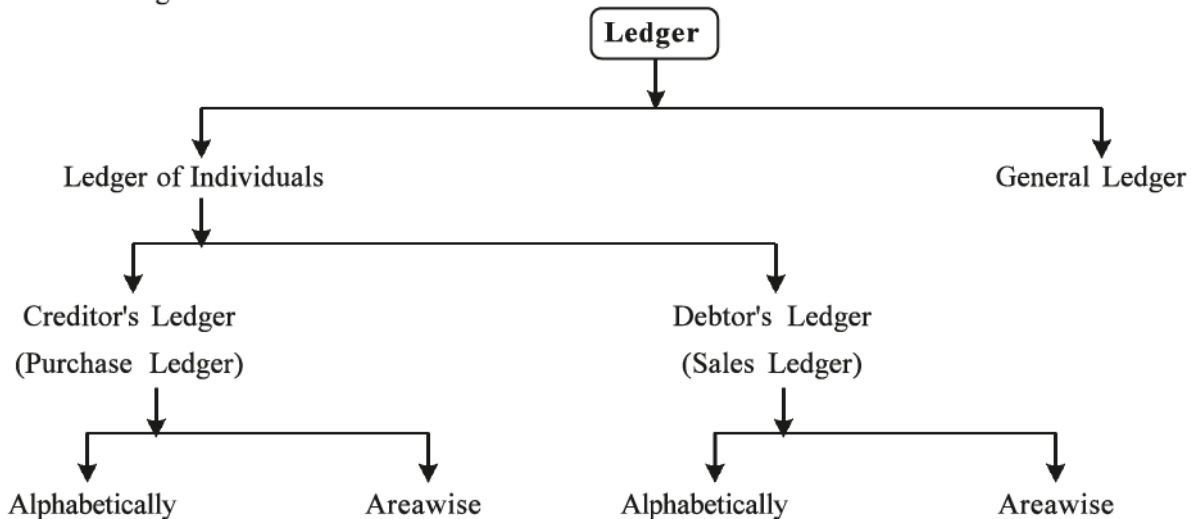 Ledger
Ledger of Individuals General Ledger
Creditor's Ledger Debtor's Ledger
(Purchase Ledger) (Sales Ledger)
Alphabetically Areawise Alphabetically Areawise